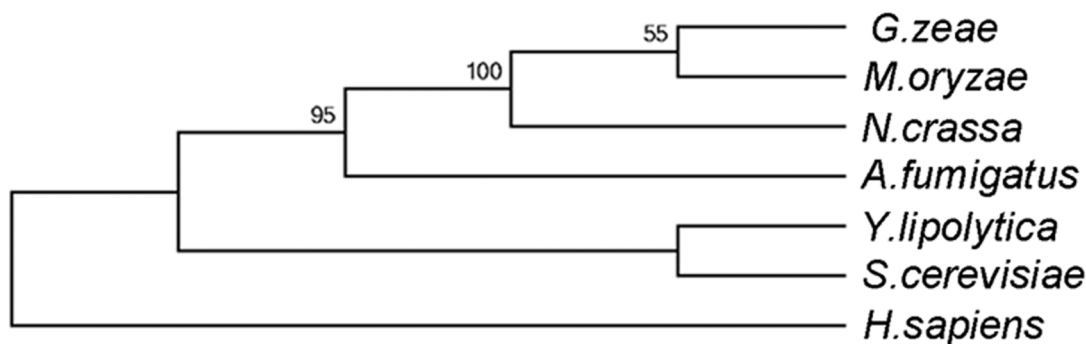 55
G.zeae
M.oryzae
100
N.crassa
95
A.fumigatus
Y.lipolytica
S.cerevisiae
H.sapiens